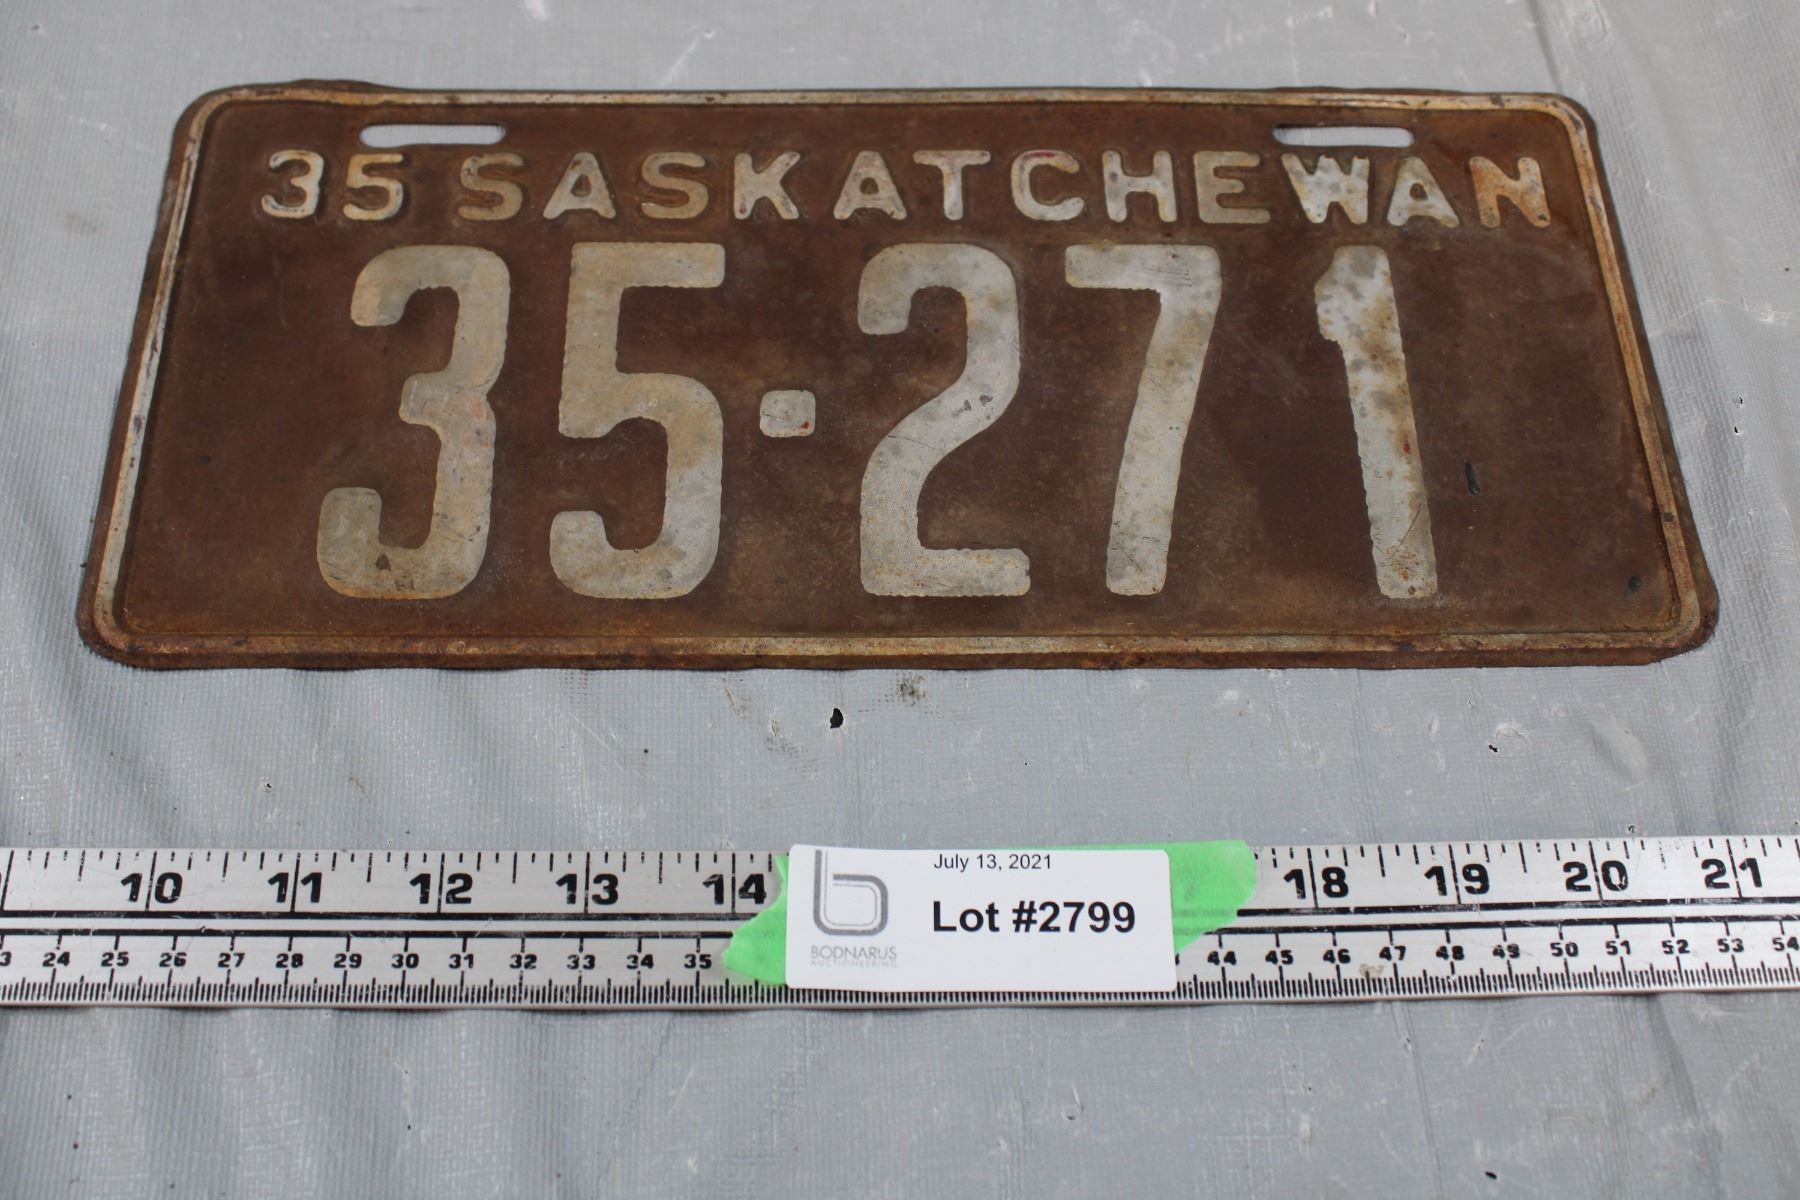 35 SASKATCHEWAN
35-271
July 13, 2021
Lot #2799
BODNARUS
AUCTIONEERING
10 11 12 13 14 18 19 20 21
3 24 25 26 27 28 29 30 31 32 33 34 35 44 45 46 47 48 49 50 51 52 53 54